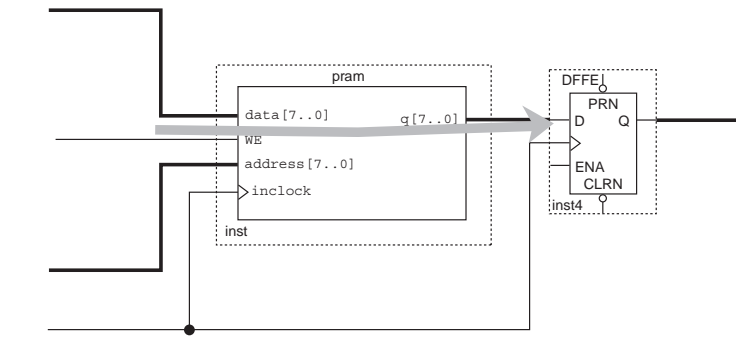 pram
data[7..0]
q[7..0]
WE
address[7..0]
inclock
inst
DFFE
PRN
D
Q
ENA
CLRN
inst4